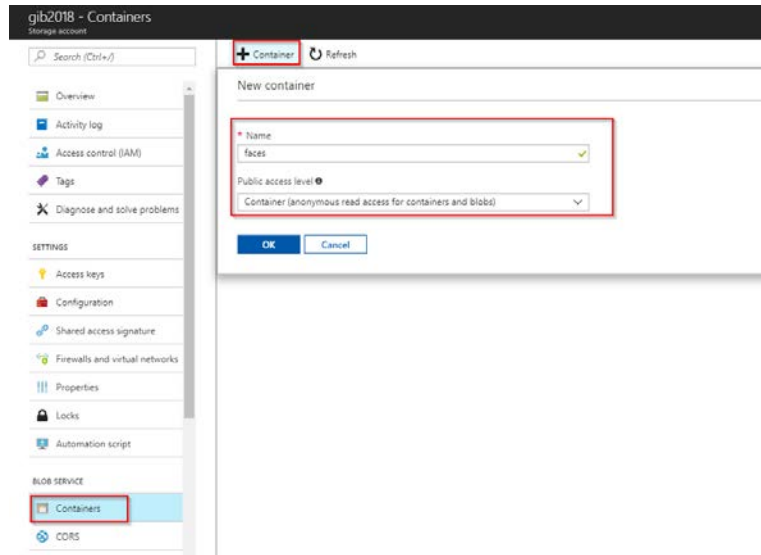 gib2018 - Containers
Storage account
Search (Ctrl+/)
Overview
Activity log
Access control (IAM)
Tags
Diagnose and solve problems
SETTINGS
Access keys
Configuration
Shared access signature
Firewalls and virtual networks
Properties
Locks
Automation script
BLOB SERVICE
Containers
CORS
+ Container
Refresh
New container
* Name
faces
Public access level
Container (anonymous read access for containers and blobs)
OK
Cancel